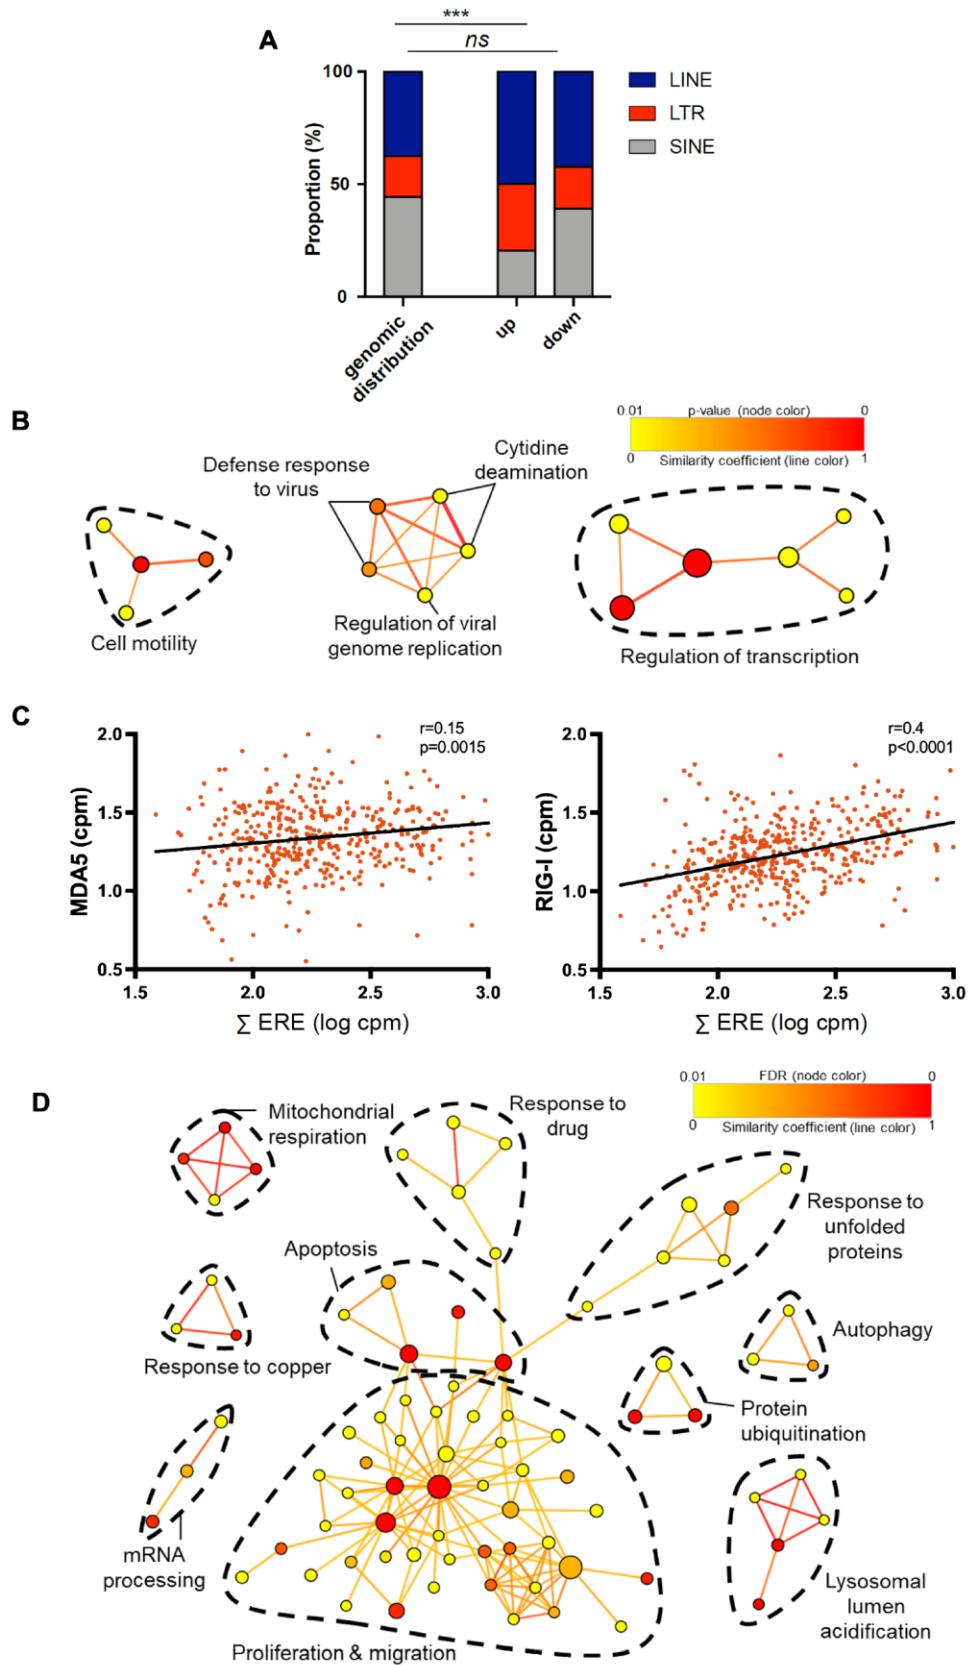 A
***
ns
100
50
0
Proportion (%)
LINE
LTR
SINE
genomic
distribution
up
down
B
0.01 p-value (node color) 0
0 Similarity coefficient (line color) 1
Defense response
to virus
Cytidine
deamination
Cell motility
Regulation of viral
genome replication
Regulation of transcription
C
r=0.15
p=0.0015
2.0
1.5
1.0
0.5
MDA5 (cpm)
1.5 2.0 2.5 3.0
∑ ERE (log cpm)
r=0.4
p<0.0001
2.0
1.5
1.0
0.5
RIG-I (cpm)
1.5 2.0 2.5 3.0
∑ ERE (log cpm)
D
0.01 FDR (node color) 0
0 Similarity coefficient (line color) 1
Mitochondrial
respiration
Response to
drug
Response to
unfolded
proteins
Apoptosis
Response to copper
Autophagy
Protein
ubiquitination
mRNA
processing
Lysosomal
lumen
acidification
Proliferation & migration